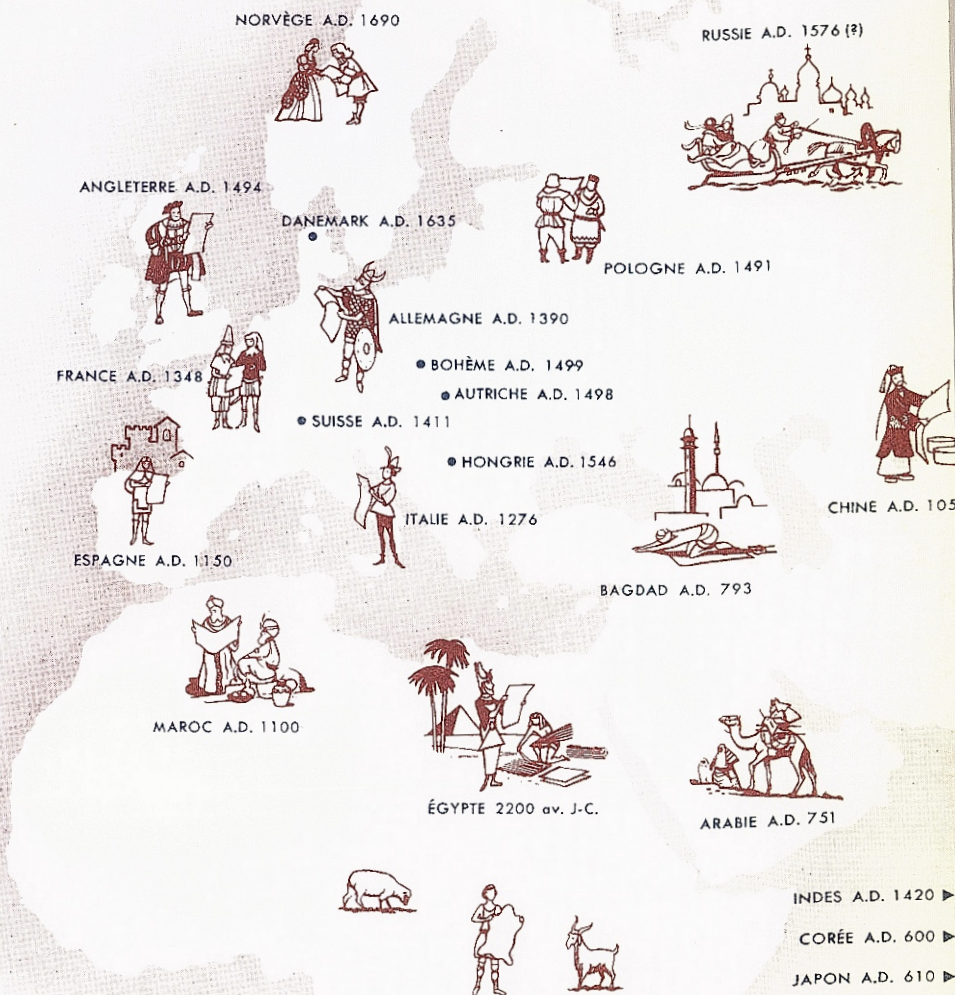 NORVÈGE A.D. 1690
RUSSIE A.D. 1576 (?)
ANGLETERRE A.D. 1494
DANEMARK A.D. 1635
POLOGNE A.D. 1491
ALLEMAGNE A.D. 1390
BOHÈME A.D. 1499
FRANCE A.D. 1348
AUTRICHE A.D. 1498
SUISSE A.D. 1411
HONGRIE A.D. 1546
CHINE A.D. 105
ITALIE A.D. 1276
ESPAGNE A.D. 1150
BAGDAD A.D. 793
MAROC A.D. 1100
ÉGYPTE 2200 av. J-C.
ARABIE A.D. 751
INDES A.D. 1420
CORÉE A.D. 600
JAPON A.D. 610